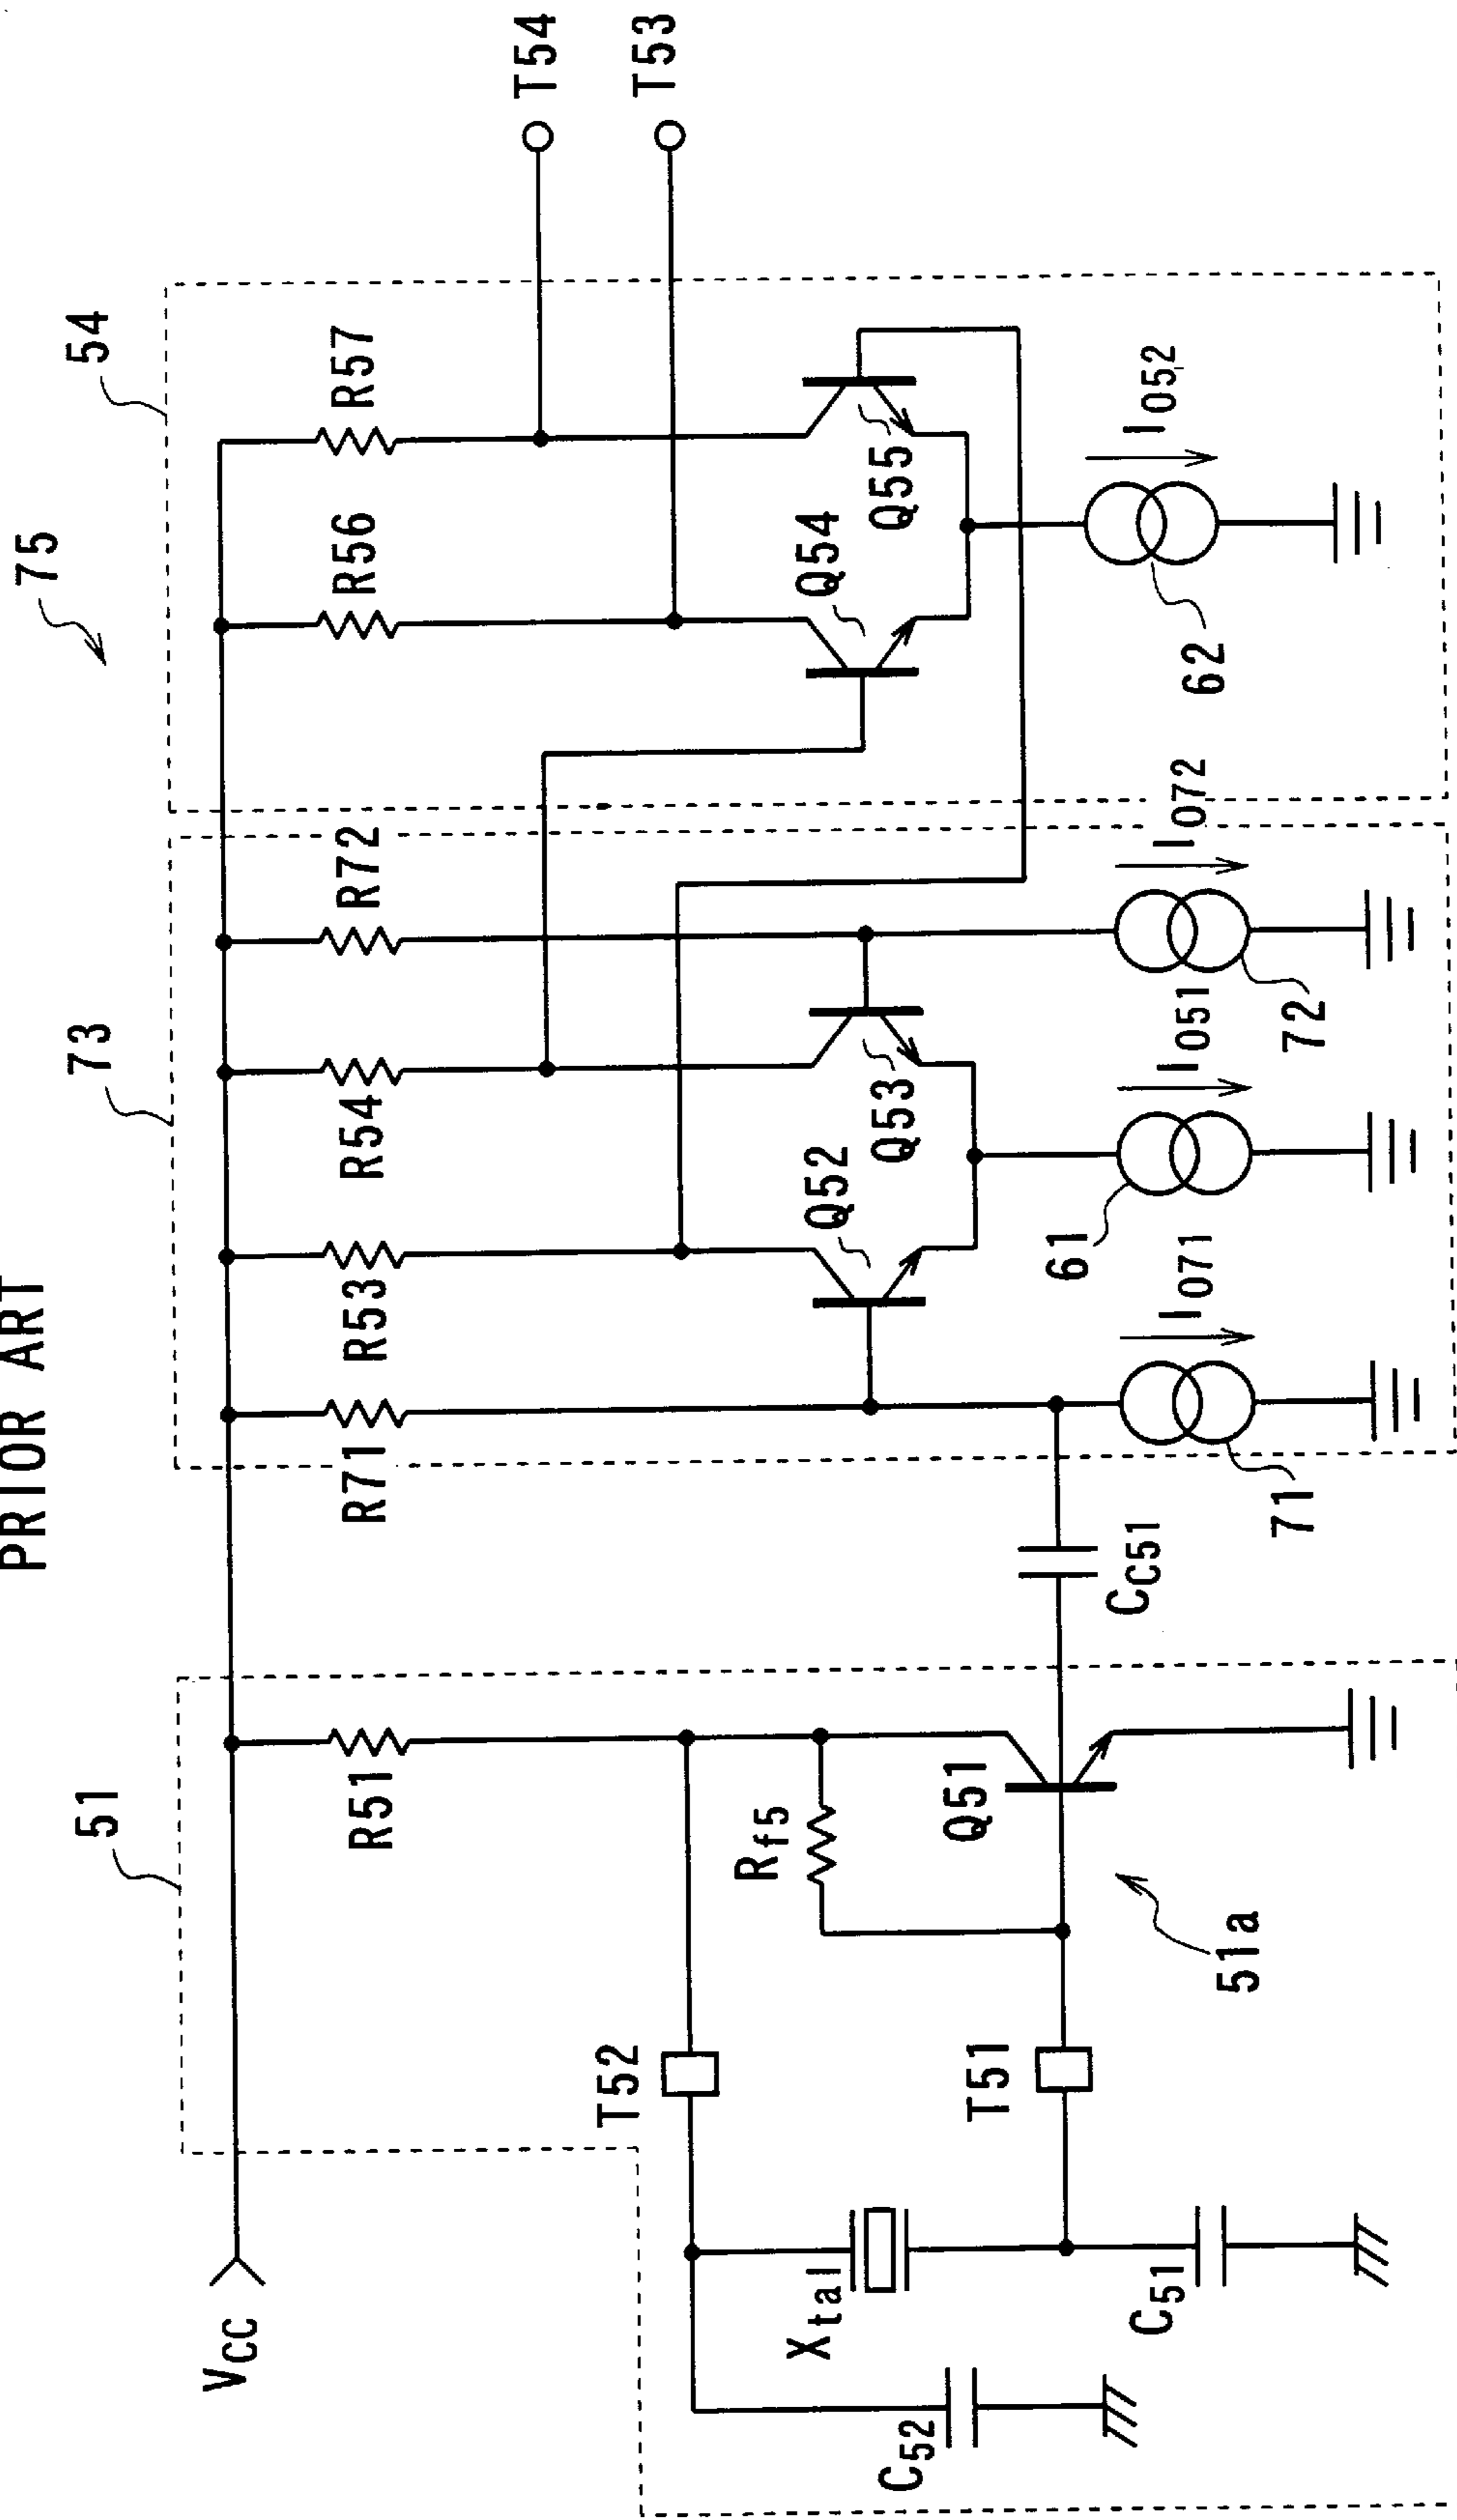 PRIOR ART
75
51
73
54
VCC
R51
R71
R53
R54
R72
R56
R57
T54
T53
T52
Rf5
Q51
T51
51a
Xtal
C52
C51
CC51
Q52
Q53
Q54
Q55
I071
I051
I072
I052
71
61
72
62